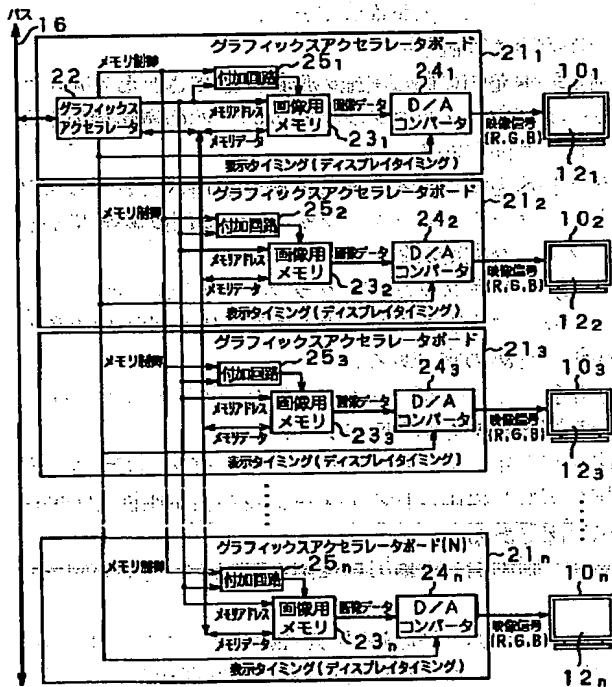 バス
16
グラフィックスアクセラレータボード
21₁
メモリ制御
25₁
付加回路
22
グラフィックス
アクセラレータ
メモリアドレス
メモリデータ
画像用
メモリ
23₁
画像データ
24₁
D/A
コンバータ
映像信号
(R,G,B)
10₁
12₁
表示タイミング(ディスプレイタイミング)
グラフィックスアクセラレータボード
21₂
メモリ制御
25₂
付加回路
メモリアドレス
メモリデータ
画像用
メモリ
23₂
画像データ
24₂
D/A
コンバータ
映像信号
(R,G,B)
10₂
12₂
表示タイミング(ディスプレイタイミング)
グラフィックスアクセラレータボード
21₃
メモリ制御
25₃
付加回路
メモリアドレス
メモリデータ
画像用
メモリ
23₃
画像データ
24₃
D/A
コンバータ
映像信号
(R,G,B)
10₃
12₃
表示タイミング(ディスプレイタイミング)
グラフィックスアクセラレータボード(N)
21ₙ
メモリ制御
25ₙ
付加回路
メモリアドレス
メモリデータ
画像用
メモリ
23ₙ
画像データ
24ₙ
D/A
コンバータ
映像信号
(R,G,B)
10ₙ
12ₙ
表示タイミング(ディスプレイタイミング)